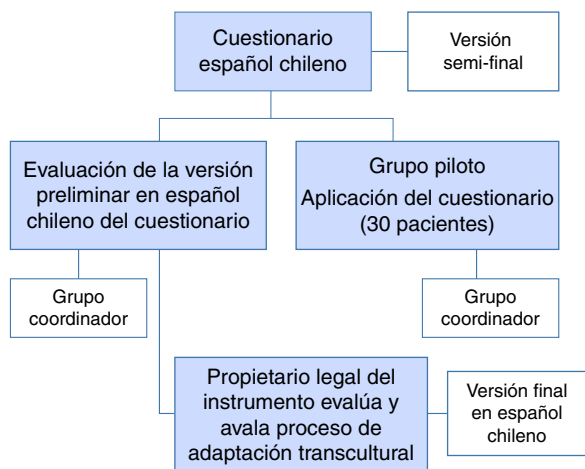 Cuestionario
español chileno
Versión
semi-final
Evaluación de la versión
preliminar en español
chileno del cuestionario
Grupo piloto
Aplicación del cuestionario
(30 pacientes)
Grupo
coordinador
Grupo
coordinador
Propietario legal del
instrumento evalúa y
avala proceso de
adaptación transcultural
Versión final
en español
chileno